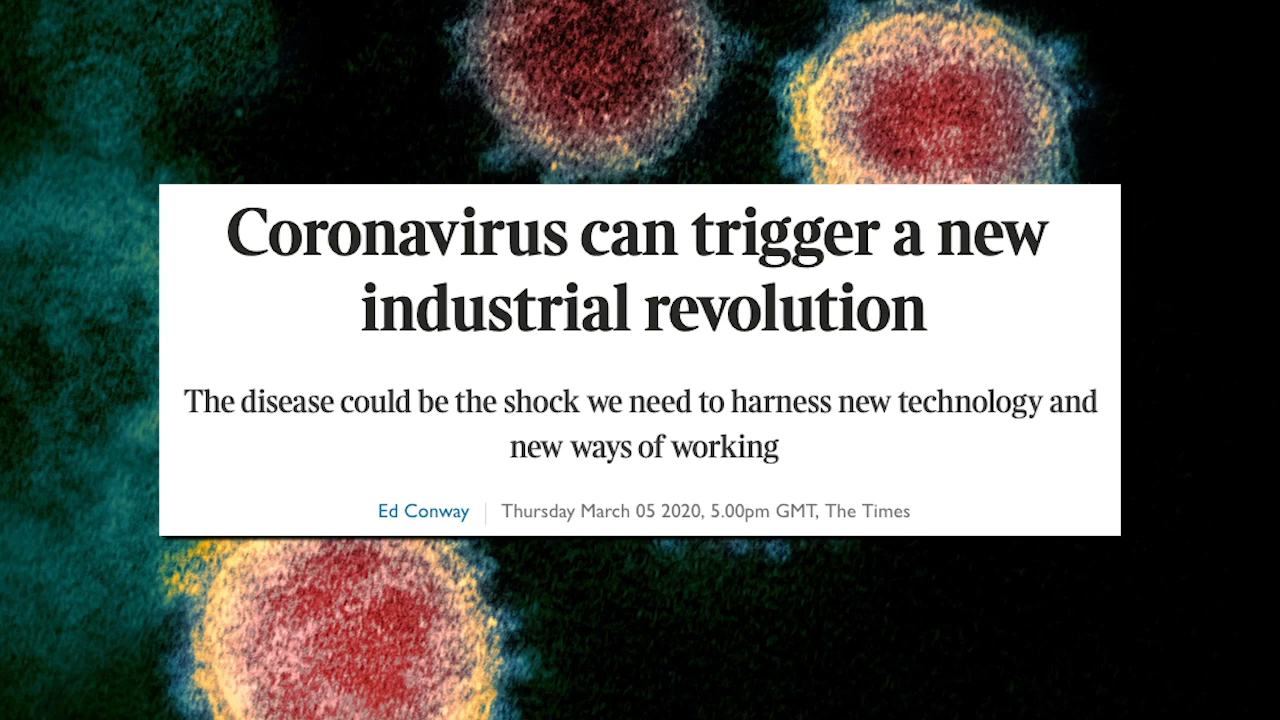 Coronavirus can trigger a new
industrial revolution
The disease could be the shock we need to harness new technology and
new ways of working
Ed Conway | Thursday March 05 2020, 5.00pm GMT, The Times